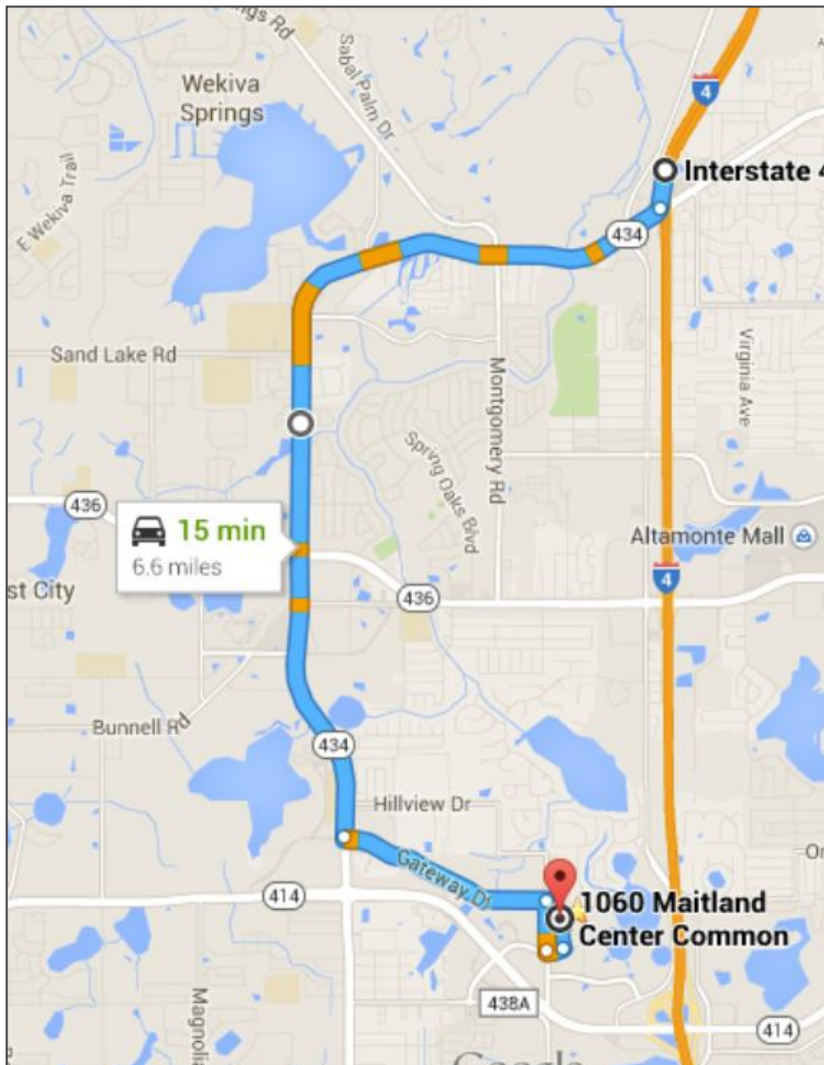 ngs Rd
Sabal Palm Dr
Wekiva
Springs
4
Interstate 4
E Wekiva Trail
434
Sand Lake Rd
Virginia Ave
Montgomery Rd
Spring Oaks Blvd
436
15 min
6.6 miles
Altamonte Mall
4
st City
436
Bunnell Rd
434
Hillview Dr
Gateway Dr
Or
414
1060 Maitland
Center Common
438A
414
Magnolia
Google